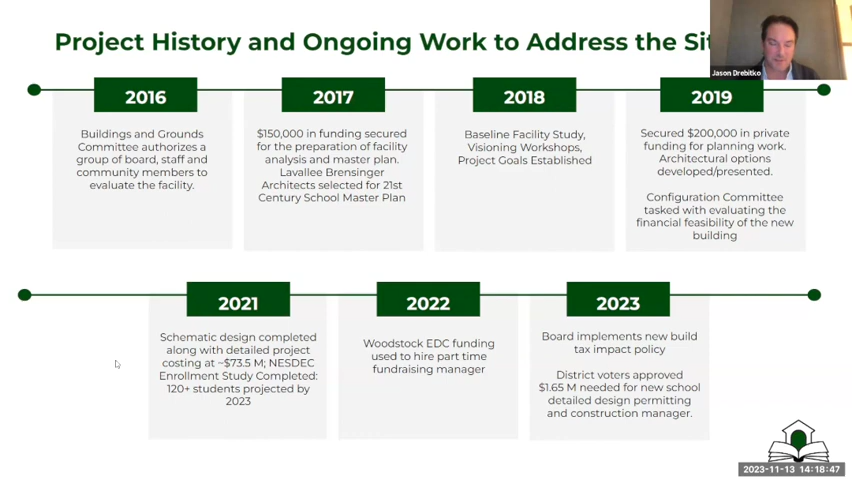 Project History and Ongoing Work to Address the
Jason Drebitko
2016
Buildings and Grounds
Committee authorizes a
group of board, staff and
community members to
evaluate the facility.
2017
$150,000 in funding secured
for the preparation of facility
analysis and master plan.
Lavallee Brensinger
Architects selected for 21st
Century School Master Plan
2018
Baseline Facility Study,
Visioning Workshops,
Project Goals Established
2019
Secured $200,000 in private
funding for planning work.
Architectural options
developed/presented.
Configuration Committee
tasked with evaluating the
financial feasibility of the new
building
2021
Schematic design completed
along with detailed project
costing at ~$73.5 M; NESDEC
Enrollment Study Completed:
120+ students projected by
2023
2022
Woodstock EDC funding
used to hire part time
fundraising manager
2023
Board implements new build
tax impact policy
District voters approved
$1.65 M needed for new school
detailed design permitting
and construction manager.
2023-11-13 14:18:47